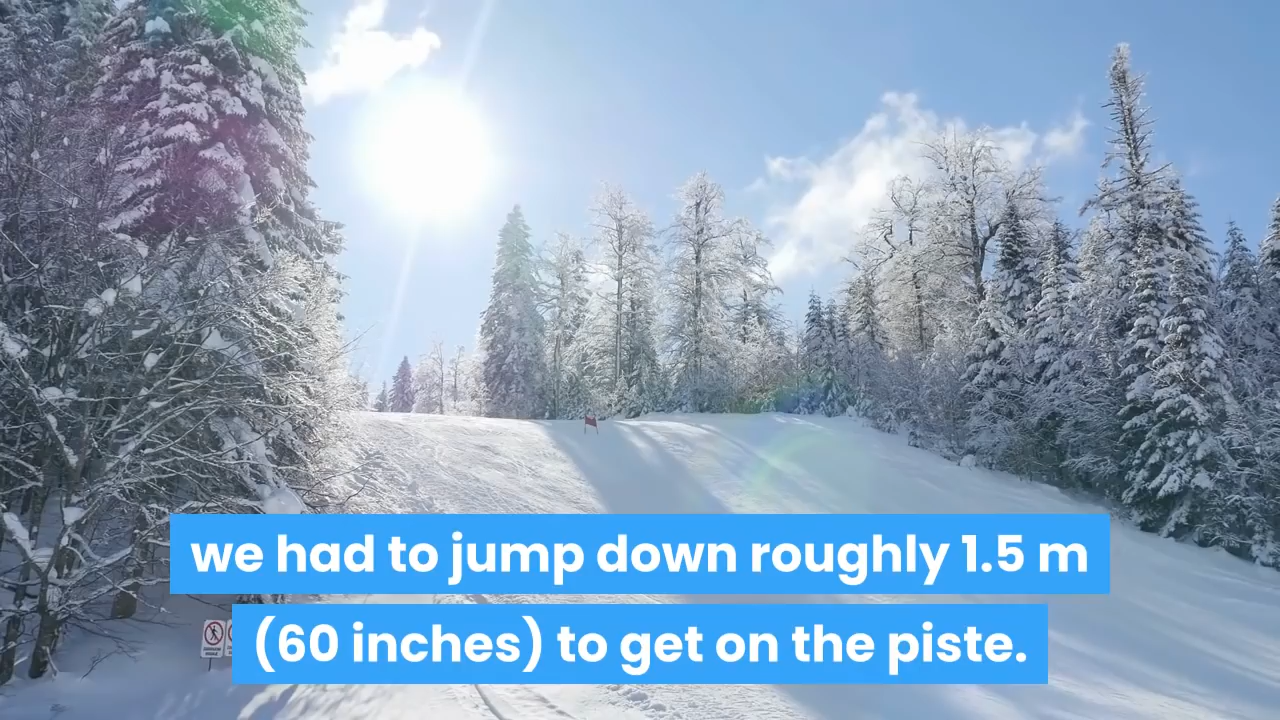 we had to jump down roughly 1.5 m
(60 inches) to get on the piste.